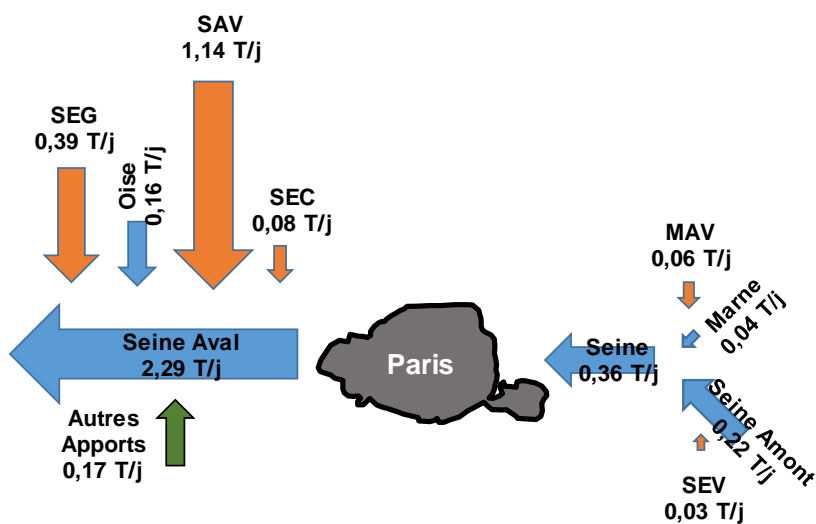 SAV
1,14 T/j
SEG
0,39 T/j
Oise
0,16 T/j
SEC
0,08 T/j
MAV
0,06 T/j
Marne
0,04 T/j
Seine Aval
2,29 T/j
Paris
Seine
0,36 T/j
Seine Amont
0,22 T/j
Autres
Apports
0,17 T/j
SEV
0,03 T/j